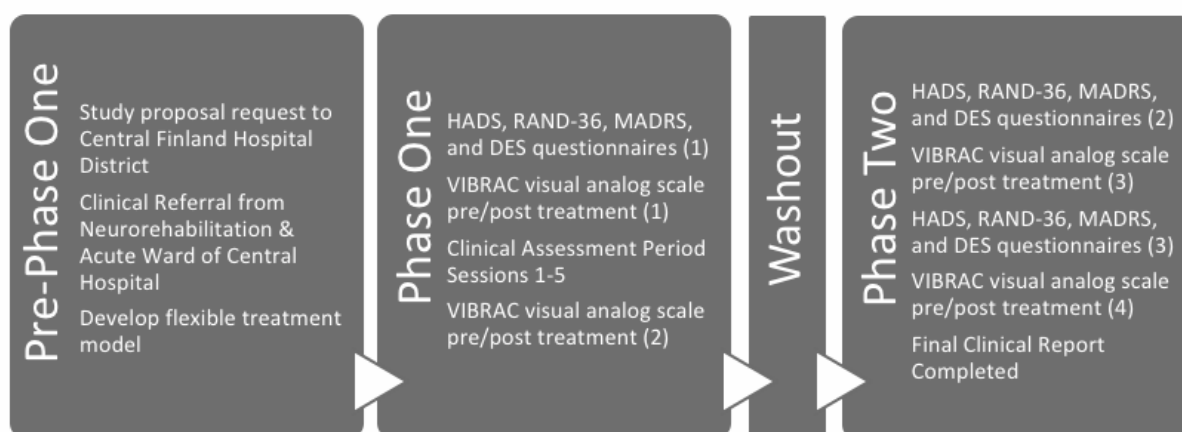 Pre-Phase One
Study proposal request to
Central Finland Hospital
District
Clinical Referral from
Neurorehabilitation &
Acute Ward of Central
Hospital
Develop flexible treatment
model
Phase One
HADS, RAND-36, MADRS,
and DES questionnaires (1)
VIBRAC visual analog scale
pre/post treatment (1)
Clinical Assessment Period
Sessions 1-5
VIBRAC visual analog scale
pre/post treatment (2)
Washout
Phase Two
HADS, RAND-36, MADRS,
and DES questionnaires (2)
VIBRAC visual analog scale
pre/post treatment (3)
HADS, RAND-36, MADRS,
and DES questionnaires (3)
VIBRAC visual analog scale
pre/post treatment (4)
Final Clinical Report
Completed